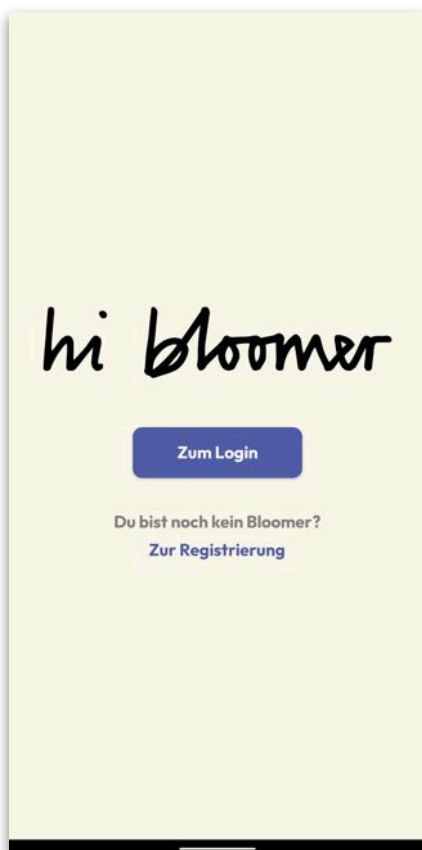 hi bloomer
Zum Login
Du bist noch kein Bloomer?
Zur Registrierung